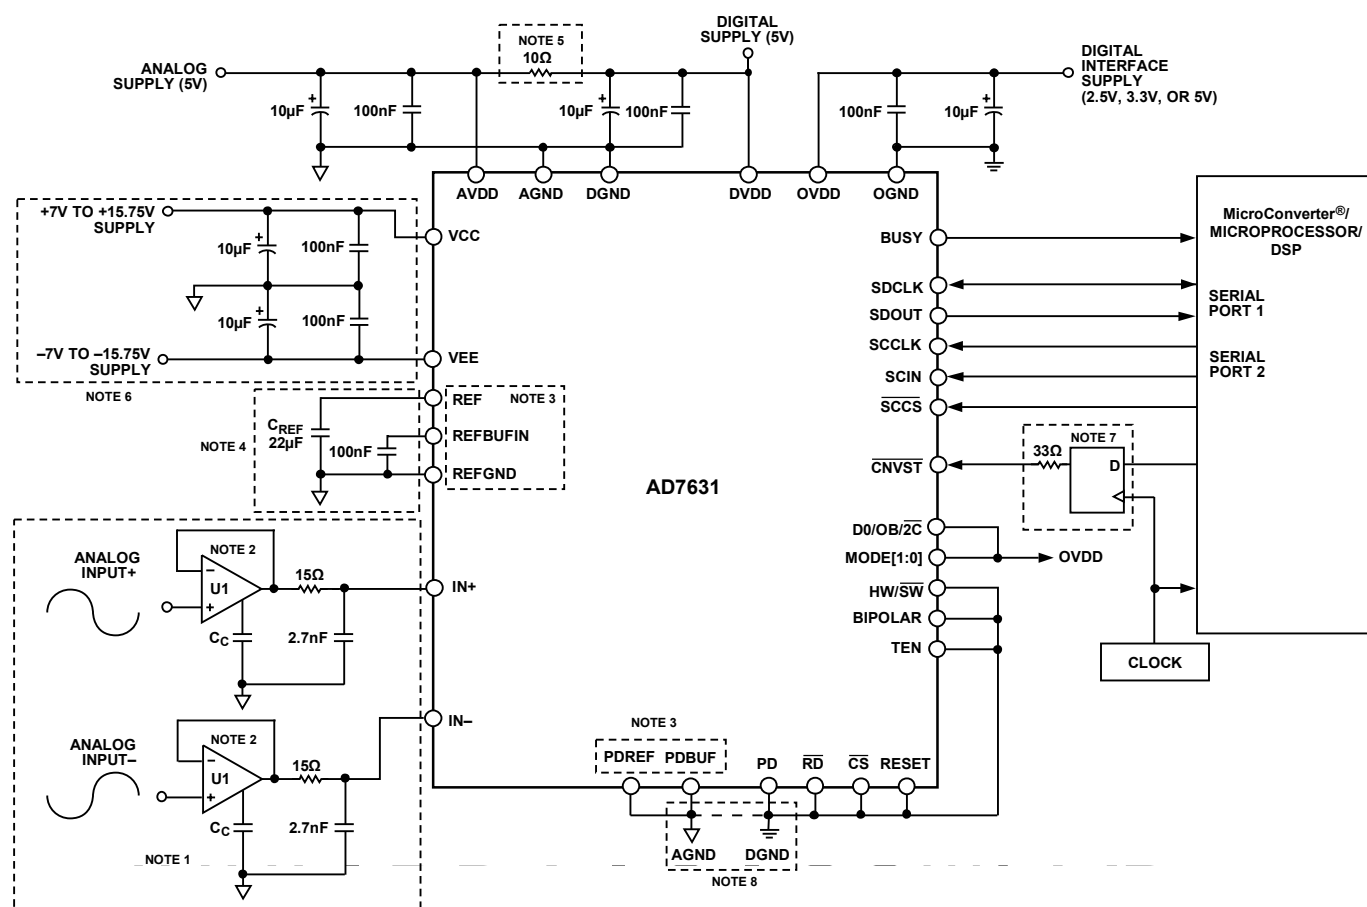 ANALOG
SUPPLY (5V)
NOTE 5
10Ω
DIGITAL
SUPPLY (5V)
DIGITAL
INTERFACE
SUPPLY
(2.5V, 3.3V, OR 5V)
10µF
+
100nF
10µF
+
100nF
100nF
10µF
+
AVDD
AGND
DGND
DVDD
OVDD
OGND
+7V TO +15.75V
SUPPLY
10µF
+
100nF
10µF
+
100nF
–7V TO –15.75V
SUPPLY
NOTE 6
VCC
VEE
NOTE 4
CREF
22µF
100nF
REF
NOTE 3
REFBUFIN
REFGND
AD7631
BUSY
SDCLK
SDOUT
SCCLK
SCIN
SCCS
CNVST
D0/OB/2C
MODE[1:0]
OVDD
HW/SW
BIPOLAR
TEN
MicroConverter®/
MICROPROCESSOR/
DSP
SERIAL
PORT 1
SERIAL
PORT 2
NOTE 7
33Ω
D
CLOCK
ANALOG
INPUT+
NOTE 2
–
U1
+
15Ω
CC
2.7nF
IN+
ANALOG
INPUT–
NOTE 2
–
U1
+
15Ω
CC
2.7nF
IN–
NOTE 1
NOTE 3
PDREF
PDBUF
PD
RD
CS
RESET
AGND
DGND
NOTE 8